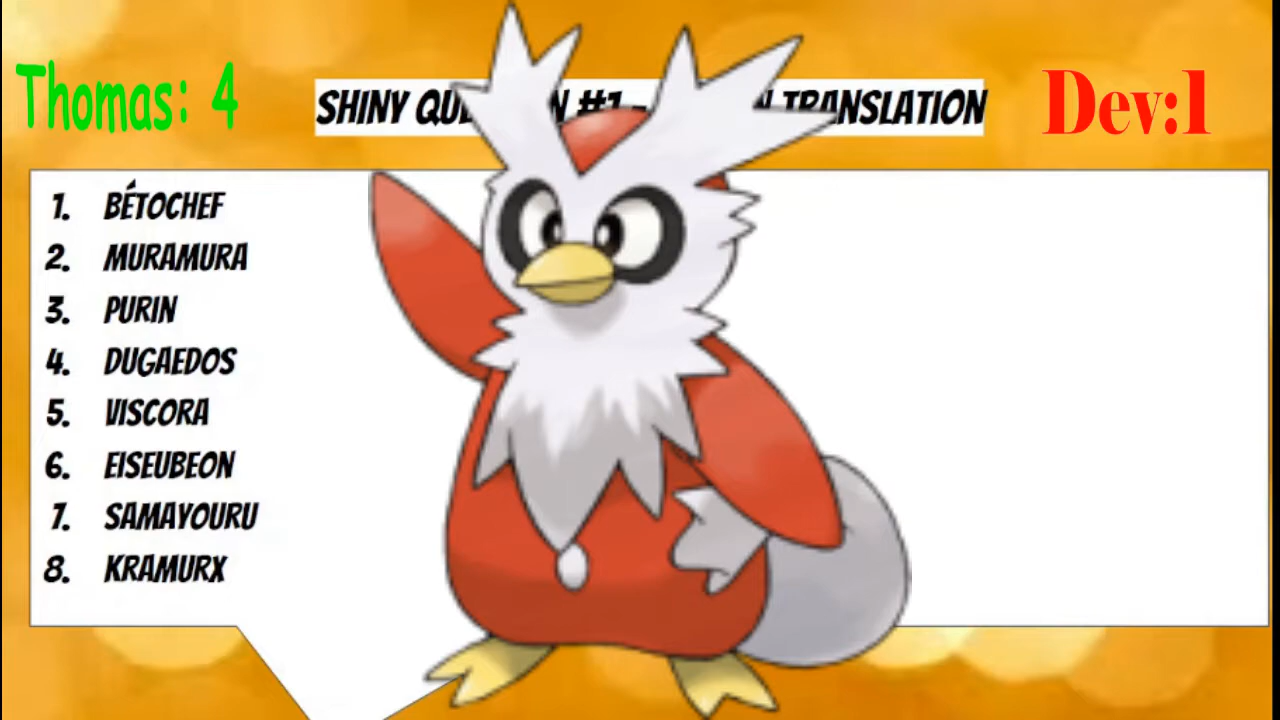 Thomas: 4
SHINY #1 - TRANSLATION
Dev:1
1. BÉTOCHEF
2. MURAMURA
3. PURIN
4. DUGAEDOS
5. VISCORA
6. EISEUBEON
7. SAMAYOURU
8. KRAMURX